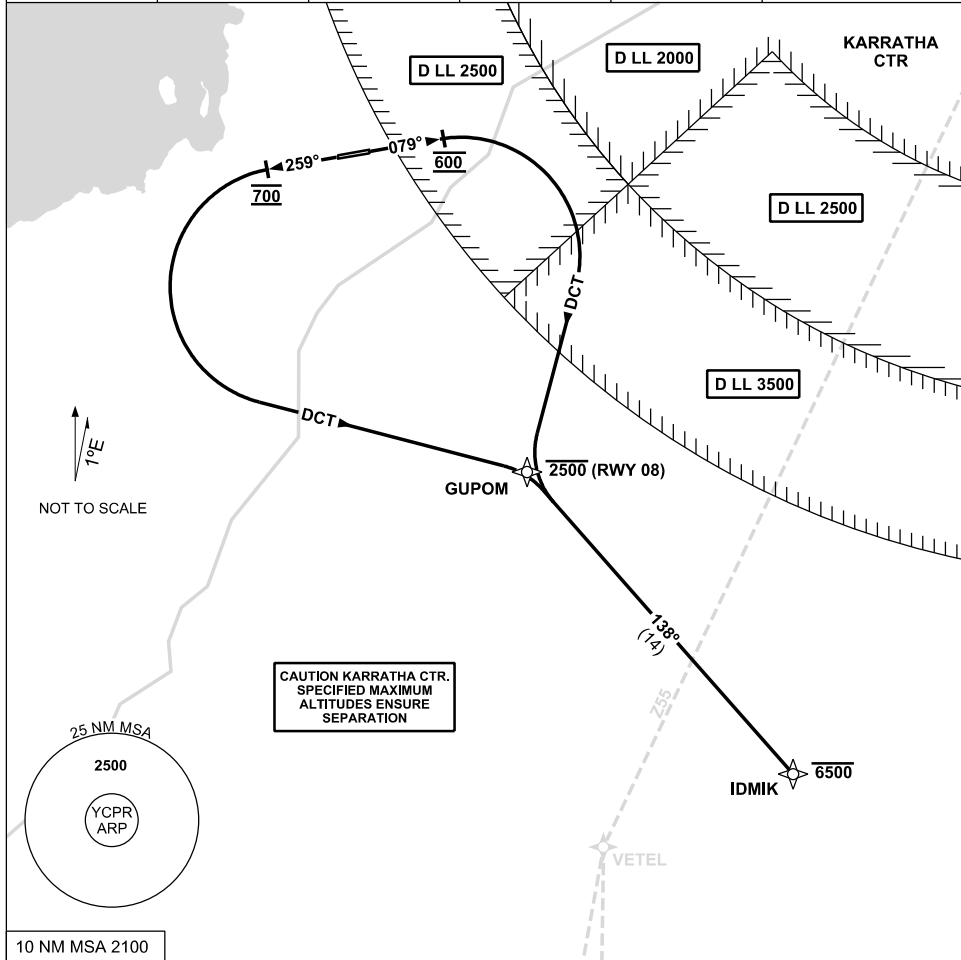 KARRATHA
CTR
D LL 2500
D LL 2000
259°
079°
700
600
D LL 2500
DCT
D LL 3500
DCT
1°E
NOT TO SCALE
GUPOM
2500 (RWY 08)
138°
(14)
CAUTION KARRATHA CTR.
SPECIFIED MAXIMUM
ALTITUDES ENSURE
SEPARATION
Z55
25 NM MSA
2500
YCPR
ARP
IDMIK
6500
VETEL
10 NM MSA 2100